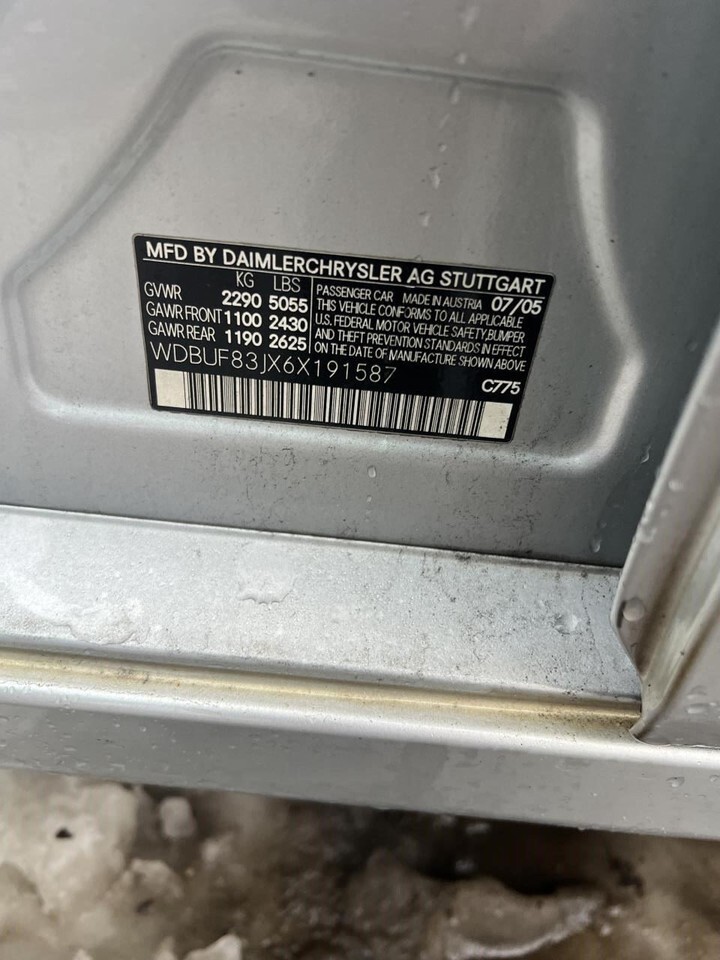 MFD BY DAIMLERCHRYSLER AG STUTTGART
KG LBS
GVWR 2290 5055
GAWR FRONT 1100 2430
GAWR REAR 1190 2625
PASSENGER CAR MADE IN AUSTRIA 07/05
THIS VEHICLE CONFORMS TO ALL APPLICABLE
U.S. FEDERAL MOTOR VEHICLE SAFETY, BUMPER
AND THEFT PREVENTION STANDARDS IN EFFECT
ON THE DATE OF MANUFACTURE SHOWN ABOVE
WDBUF83JX6X191587
C775